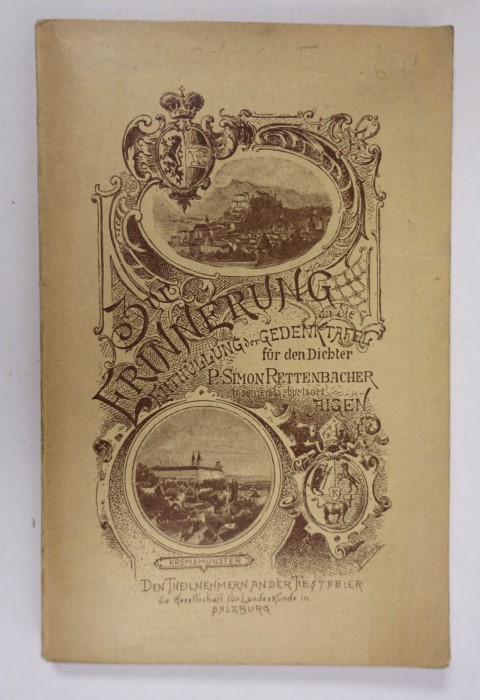 Zur
ERINNERUNG
an die
ENTHÜLLUNG der GEDENKTAFEL
für den Dichter
P. SIMON RETTENBACHER
in seinem Geburtsort
AIGEN
KREMSMÜNSTER
DEN THEILNEHMERN AN DER FESTFEIER
die Gesellschaft für Landeskunde in
SALZBURG